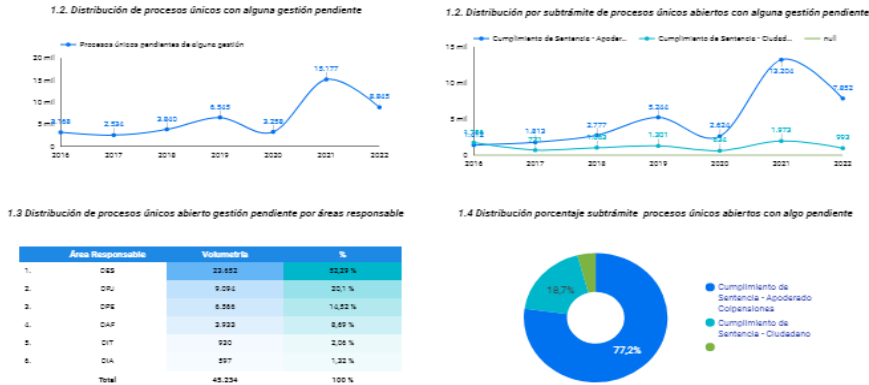 1.2. Distribución de procesos únicos con alguna gestión pendiente
Procesos únicos pendientes de alguna gestión
20 mil
15 mil
10 mil
5 mil
0
3.168
2.534
3.840
6.545
3.258
15.177
8.845
2016
2017
2018
2019
2020
2021
2022
1.2. Distribución por subtrámite de procesos únicos abiertos con alguna gestión pendiente
Cumplimiento de Sentencia - Apoder...
Cumplimiento de Sentencia - Ciudad...
null
15 mil
10 mil
5 mil
0
1.813
2.777
5.244
2.624
13.204
7.852
721
1.301
634
1.973
993
2016
2017
2018
2019
2020
2021
2022
1.3 Distribución de procesos únicos abierto gestión pendiente por áreas responsable
Área Responsable Volumetría %
1. DES 23.652 52,29 %
2. DPJ 9.094 20,1 %
3. DPE 6.566 14,52 %
4. DAF 3.933 8,69 %
5. DIT 930 2,06 %
6. DIA 597 1,32 %
Total 45.234 100 %
1.4 Distribución porcentaje subtrámite procesos únicos abiertos con algo pendiente
18,7%
77,2%
Cumplimiento de
Sentencia - Apoderado
Colpensiones
Cumplimiento de
Sentencia - Ciudadano